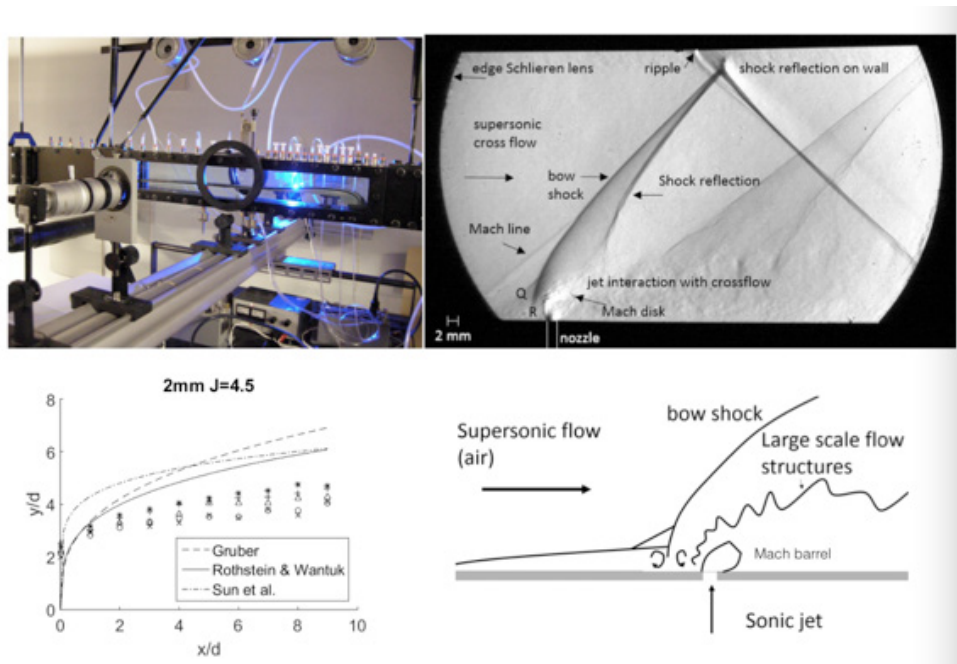 edge Schlieren lens
ripple
shock reflection on wall
supersonic
cross flow
bow
shock
Shock reflection
Mach line
jet interaction with crossflow
Q
R
Mach disk
2 mm
nozzle
2mm J=4.5
8
6
4
2
0
y/d
Gruber
Rothstein & Wantuk
Sun et al.
0
2
4
6
8
10
x/d
bow shock
Supersonic flow
(air)
Large scale flow
structures
Mach barrel
Sonic jet